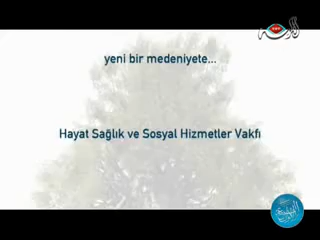 yeni bir medeniyete...
Hayat Sağlık ve Sosyal Hizmetler Vakfı